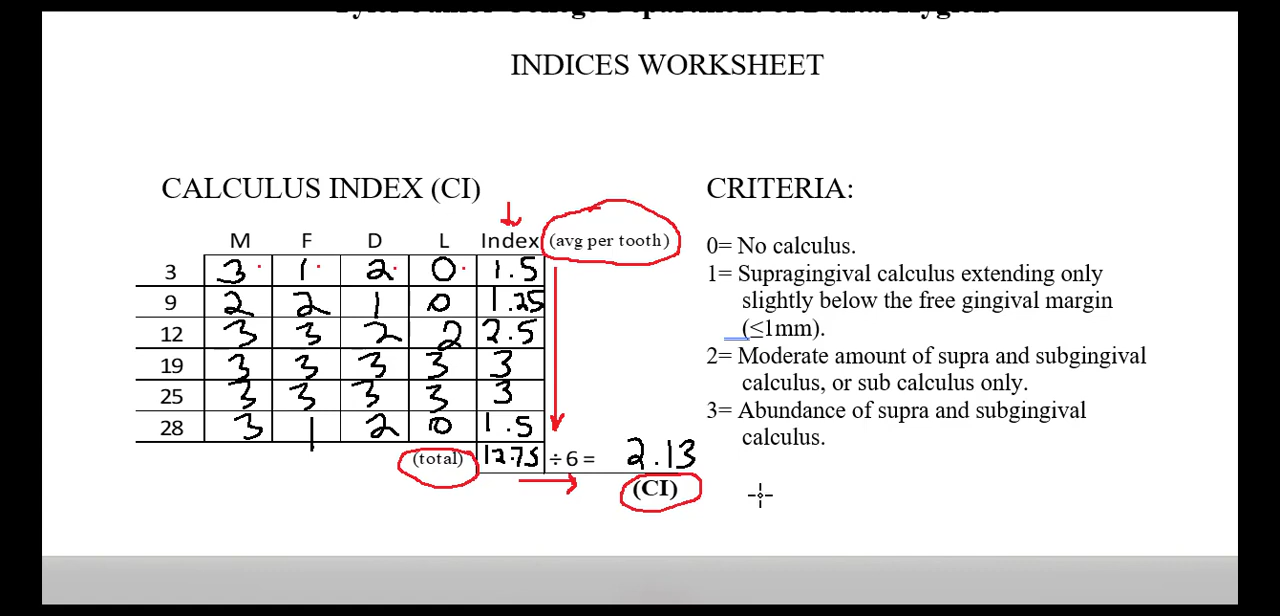 INDICES WORKSHEET
CALCULUS INDEX (CI)
M F D L Index (avg per tooth)
3 3 1 2 0 1.5
9 2 2 1 0 1.25
12 3 3 2 2 2.5
19 3 3 3 3 3
25 3 3 3 3 3
28 3 1 2 0 1.5
(total) 12.75 ÷ 6 = 2.13
(CI)
CRITERIA:
0= No calculus.
1= Supragingival calculus extending only
slightly below the free gingival margin
(≤1mm).
2= Moderate amount of supra and subgingival
calculus, or sub calculus only.
3= Abundance of supra and subgingival
calculus.